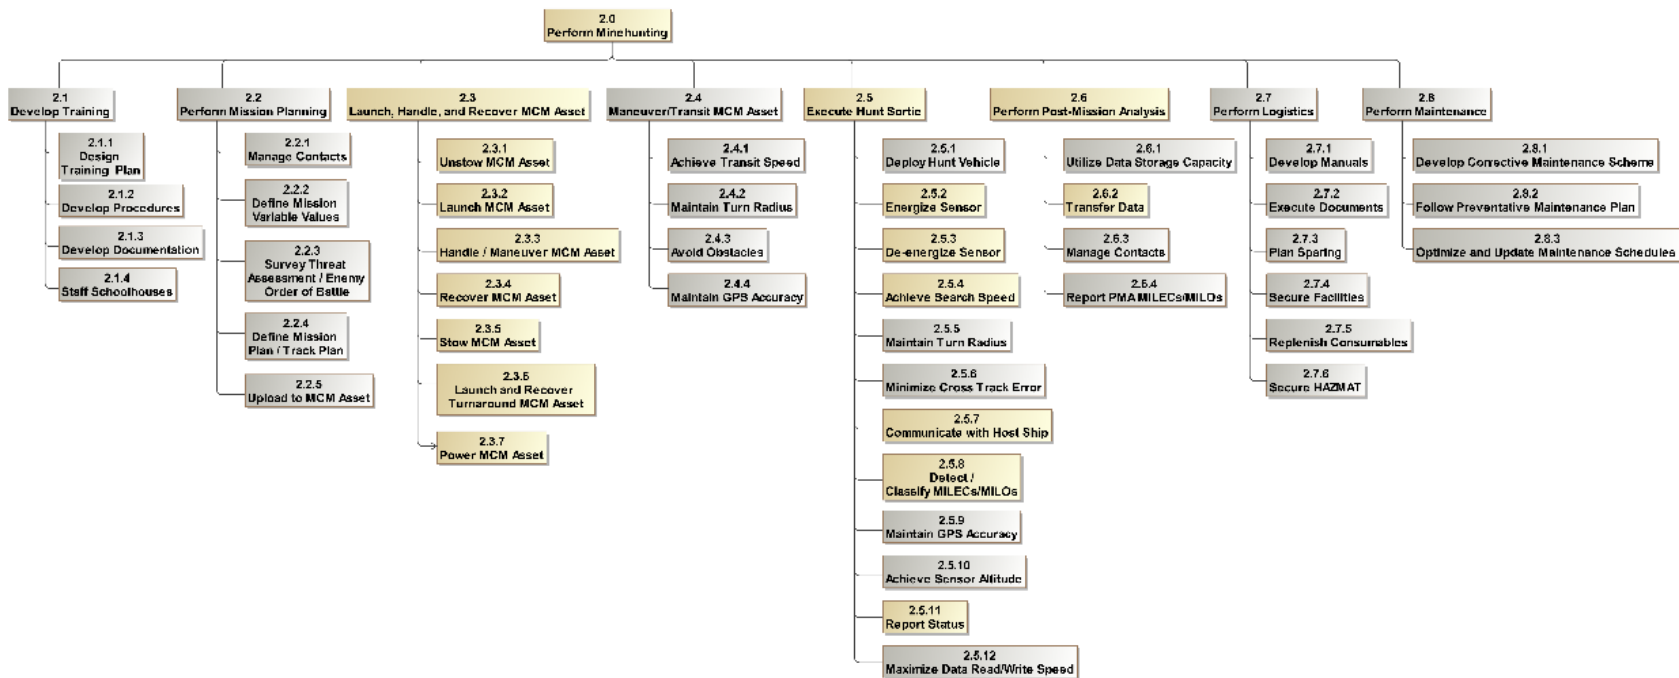 2.0
Perform Minehunting
2.1
Develop Training
2.1.1
Design
Training Plan
2.1.2
Develop Procedures
2.1.3
Develop Documentation
2.1.4
Staff Schoolhouses
2.2
Perform Mission Planning
2.2.1
Manage Contacts
2.2.2
Define Mission
Variable Values
2.2.3
Survey Threat
Assessment / Enemy
Order of Battle
2.2.4
Define Mission
Plan / Track Plan
2.2.5
Upload to MCM Asset
2.3
Launch, Handle, and Recover MCM Asset
2.3.1
Unstow MCM Asset
2.3.2
Launch MCM Asset
2.3.3
Handle / Maneuver MCM Asset
2.3.4
Recover MCM Asset
2.3.5
Stow MCM Asset
2.3.6
Launch and Recover
Turnaround MCM Asset
2.3.7
Power MCM Asset
2.4
Maneuver/Transit MCM Asset
2.4.1
Achieve Transit Speed
2.4.2
Maintain Turn Radius
2.4.3
Avoid Obstacles
2.4.4
Maintain GPS Accuracy
2.5
Execute Hunt Sortie
2.5.1
Deploy Hunt Vehicle
2.5.2
Energize Sensor
2.5.3
De-energize Sensor
2.5.4
Achieve Search Speed
2.5.5
Maintain Turn Radius
2.5.6
Minimize Cross Track Error
2.5.7
Communicate with Host Ship
2.5.8
Detect /
Classify MILECs/MILOs
2.5.9
Maintain GPS Accuracy
2.5.10
Achieve Sensor Altitude
2.5.11
Report Status
2.5.12
Maximize Data Read/Write Speed
2.6
Perform Post-Mission Analysis
2.6.1
Utilize Data Storage Capacity
2.6.2
Transfer Data
2.6.3
Manage Contacts
2.6.4
Report PMA MILECs/MILOs
2.7
Perform Logistics
2.7.1
Develop Manuals
2.7.2
Execute Documents
2.7.3
Plan Sparing
2.7.4
Secure Facilities
2.7.5
Replenish Consumables
2.7.6
Secure HAZMAT
2.8
Perform Maintenance
2.8.1
Develop Corrective Maintenance Scheme
2.8.2
Follow Preventative Maintenance Plan
2.8.3
Optimize and Update Maintenance Schedules